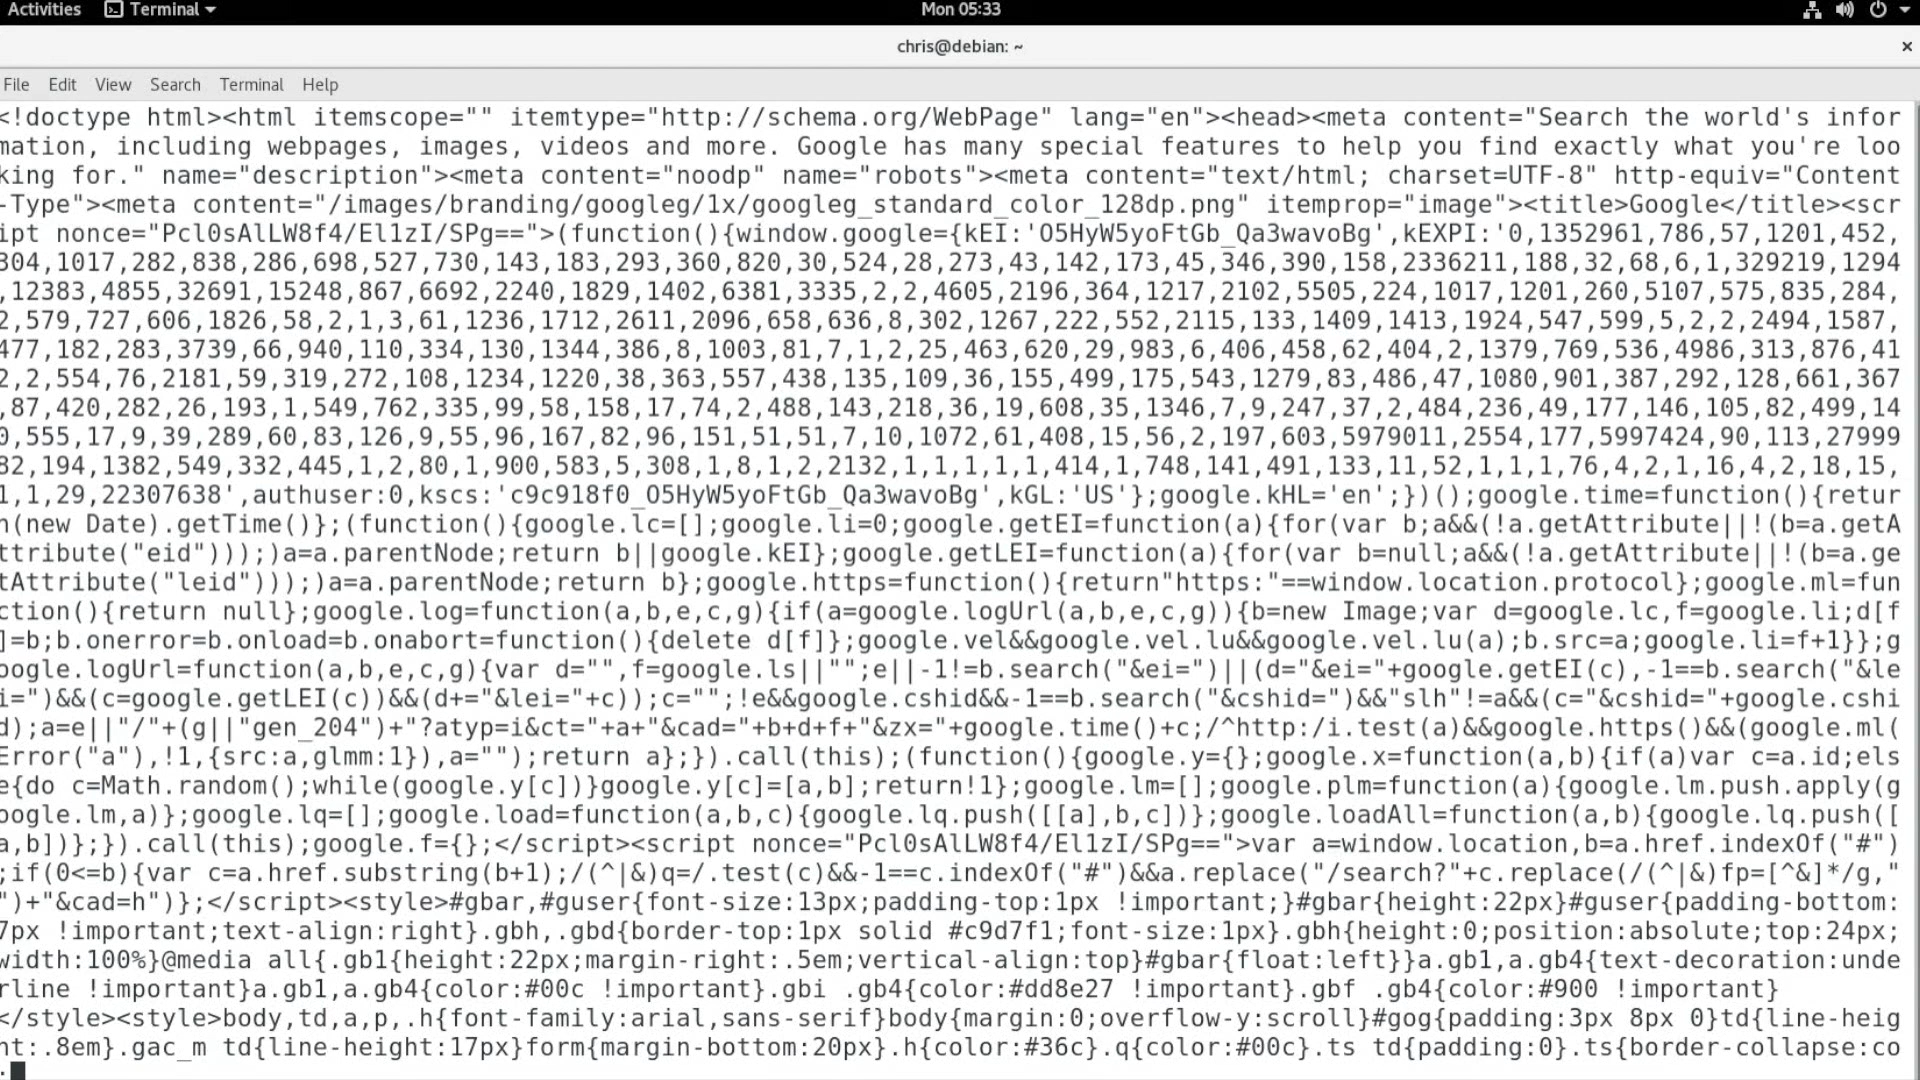 Activities Terminal Mon 05:33
chris@debian: ~ ×
File Edit View Search Terminal Help
<!doctype html><html itemscope="" itemtype="http://schema.org/WebPage" lang="en"><head><meta content="Search the world's infor
mation, including webpages, images, videos and more. Google has many special features to help you find exactly what you're loo
king for." name="description"><meta content="noodp" name="robots"><meta content="text/html; charset=UTF-8" http-equiv="Content
-Type"><meta content="/images/branding/googleg/1x/googleg_standard_color_128dp.png" itemprop="image"><title>Google</title><scr
ipt nonce="Pcl0sAlLW8f4/El1zI/SPg==">(function(){window.google={kEI:'O5HyW5yoFtGb_Qa3wavoBg',kEXPI:'0,1352961,786,57,1201,452,
304,1017,282,838,286,698,527,730,143,183,293,360,820,30,524,28,273,43,142,173,45,346,390,158,2336211,188,32,68,6,1,329219,1294
,12383,4855,32691,15248,867,6692,2240,1829,1402,6381,3335,2,2,4605,2196,364,1217,2102,5505,224,1017,1201,260,5107,575,835,284,
2,579,727,606,1826,58,2,1,3,61,1236,1712,2611,2096,658,636,8,302,1267,222,552,2115,133,1409,1413,1924,547,599,5,2,2,2494,1587,
477,182,283,3739,66,940,110,334,130,1344,386,8,1003,81,7,1,2,25,463,620,29,983,6,406,458,62,404,2,1379,769,536,4986,313,876,41
2,2,554,76,2181,59,319,272,108,1234,1220,38,363,557,438,135,109,36,155,499,175,543,1279,83,486,47,1080,901,387,292,128,661,367
,87,420,282,26,193,1,549,762,335,99,58,158,17,74,2,488,143,218,36,19,608,35,1346,7,9,247,37,2,484,236,49,177,146,105,82,499,14
0,555,17,9,39,289,60,83,126,9,55,96,167,82,96,151,51,51,7,10,1072,61,408,15,56,2,197,603,5979011,2554,177,5997424,90,113,27999
82,194,1382,549,332,445,1,2,80,1,900,583,5,308,1,8,1,2,2132,1,1,1,1,1,414,1,748,141,491,133,11,52,1,1,1,76,4,2,1,16,4,2,18,15,
1,1,29,22307638',authuser:0,kscs:'c9c918f0_O5HyW5yoFtGb_Qa3wavoBg',kGL:'US'};google.kHL='en';})();google.time=function(){retur
n(new Date).getTime()};(function(){google.lc=[];google.li=0;google.getEI=function(a){for(var b;a&&(!a.getAttribute||!(b=a.getA
ttribute("eid")));)a=a.parentNode;return b||google.kEI};google.getLEI=function(a){for(var b=null;a&&(!a.getAttribute||!(b=a.ge
tAttribute("leid")));)a=a.parentNode;return b};google.https=function(){return"https:"==window.location.protocol};google.ml=fun
ction(){return null};google.log=function(a,b,e,c,g){if(a=google.logUrl(a,b,e,c,g)){b=new Image;var d=google.lc,f=google.li;d[f
]=b;b.onerror=b.onload=b.onabort=function(){delete d[f]};google.vel&&google.vel.lu&&google.vel.lu(a);b.src=a;google.li=f+1}};g
oogle.logUrl=function(a,b,e,c,g){var d="",f=google.ls||"";e||-1!=b.search("&ei=")||(d="&ei="+google.getEI(c),-1==b.search("&le
i=")&&(c=google.getLEI(c))&&(d+="&lei="+c));c="";!e&&google.cshid&&-1==b.search("&cshid=")&&"slh"!=a&&(c="&cshid="+google.cshi
d);a=e||"/"+(g||"gen_204")+"?atyp=i&ct="+a+"&cad="+b+d+f+"&zx="+google.time()+c;/^http:/i.test(a)&&google.https()&&(google.ml(
Error("a"),!1,{src:a,glmm:1}),a="");return a};}).call(this);(function(){google.y={};google.x=function(a,b){if(a)var c=a.id;els
e{do c=Math.random();while(google.y[c])}google.y[c]=[a,b];return!1};google.lm=[];google.plm=function(a){google.lm.push.apply(g
oogle.lm,a)};google.lq=[];google.load=function(a,b,c){google.lq.push([[a],b,c])};google.loadAll=function(a,b){google.lq.push([
a,b])};}).call(this);google.f={};</script><script nonce="Pcl0sAlLW8f4/El1zI/SPg==">var a=window.location,b=a.href.indexOf("#")
;if(0<=b){var c=a.href.substring(b+1);/(^|&)q=/.test(c)&&-1==c.indexOf("#")&&a.replace("/search?"+c.replace(/(^|&)fp=[^&]*/g,"
")+"&cad=h")};</script><style>#gbar,#guser{font-size:13px;padding-top:1px !important;}#gbar{height:22px}#guser{padding-bottom:
7px !important;text-align:right}.gbh,.gbd{border-top:1px solid #c9d7f1;font-size:1px}.gbh{height:0;position:absolute;top:24px;
width:100%}@media all{.gb1{height:22px;margin-right:.5em;vertical-align:top}#gbar{float:left}}a.gb1,a.gb4{text-decoration:unde
rline !important}a.gb1,a.gb4{color:#00c !important}.gbi .gb4{color:#dd8e27 !important}.gbf .gb4{color:#900 !important}
</style><style>body,td,a,p,.h{font-family:arial,sans-serif}body{margin:0;overflow-y:scroll}#gog{padding:3px 8px 0}td{line-heig
ht:.8em}.gac_m td{line-height:17px}form{margin-bottom:20px}.h{color:#36c}.q{color:#00c}.ts td{padding:0}.ts{border-collapse:co